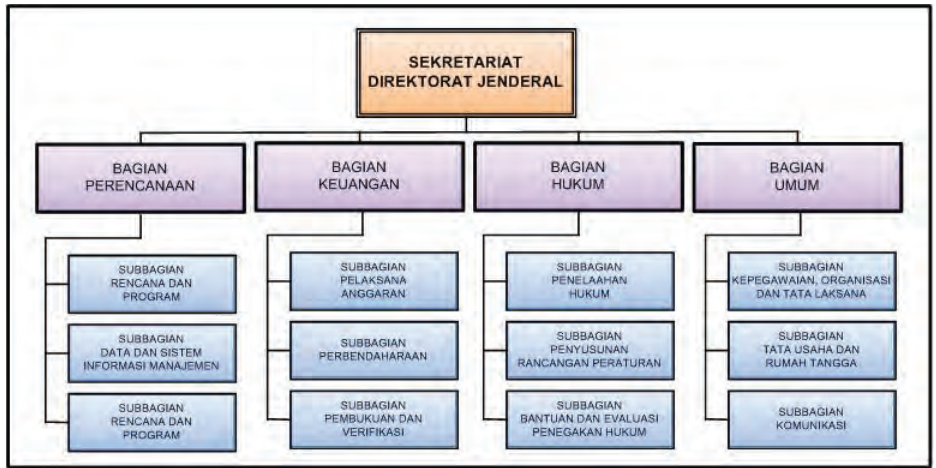 SEKRETARIAT
DIREKTORAT JENDERAL
BAGIAN
PERENCANAAN
BAGIAN
KEUANGAN
BAGIAN
HUKUM
BAGIAN
UMUM
SUBBAGIAN
RENCANA DAN
PROGRAM
SUBBAGIAN
DATA DAN SISTEM
INFORMASI MANAJEMEN
SUBBAGIAN
RENCANA DAN
PROGRAM
SUBBAGIAN
PELAKSANA
ANGGARAN
SUBBAGIAN
PERBENDAHARAAN
SUBBAGIAN
PEMBUKUAN DAN
VERIFIKASI
SUBBAGIAN
PENELAAHAN
HUKUM
SUBBAGIAN
PENYUSUNAN
RANCANGAN PERATURAN
SUBBAGIAN
BANTUAN DAN EVALUASI
PENEGAKAN HUKUM
SUBBAGIAN
KEPEGAWAIAN, ORGANISASI
DAN TATA LAKSANA
SUBBAGIAN
TATA USAHA DAN
RUMAH TANGGA
SUBBAGIAN
KOMUNIKASI